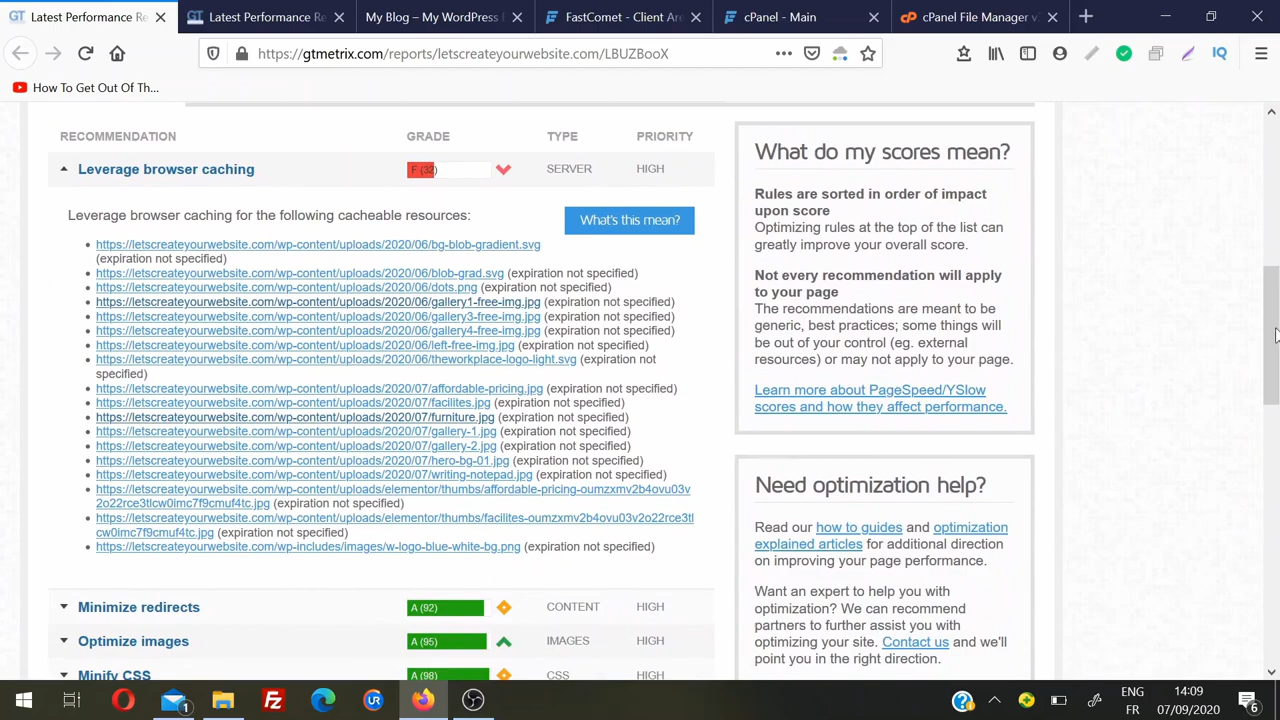 Latest Performance Re
Latest Performance Re
My Blog – My WordPress
FastComet - Client Are
cPanel - Main
cPanel File Manager v
https://gtmetrix.com/reports/letscreateyourwebsite.com/LBUZBooX
How To Get Out Of Th...
RECOMMENDATION GRADE TYPE PRIORITY
Leverage browser caching F (32) SERVER HIGH
Leverage browser caching for the following cacheable resources:
What's this mean?
https://letscreateyourwebsite.com/wp-content/uploads/2020/06/bg-blob-gradient.svg
(expiration not specified)
https://letscreateyourwebsite.com/wp-content/uploads/2020/06/blob-grad.svg (expiration not specified)
https://letscreateyourwebsite.com/wp-content/uploads/2020/06/dots.png (expiration not specified)
https://letscreateyourwebsite.com/wp-content/uploads/2020/06/gallery1-free-img.jpg (expiration not specified)
https://letscreateyourwebsite.com/wp-content/uploads/2020/06/gallery3-free-img.jpg (expiration not specified)
https://letscreateyourwebsite.com/wp-content/uploads/2020/06/gallery4-free-img.jpg (expiration not specified)
https://letscreateyourwebsite.com/wp-content/uploads/2020/06/left-free-img.jpg (expiration not specified)
https://letscreateyourwebsite.com/wp-content/uploads/2020/06/theworkplace-logo-light.svg (expiration not
specified)
https://letscreateyourwebsite.com/wp-content/uploads/2020/07/affordable-pricing.jpg (expiration not specified)
https://letscreateyourwebsite.com/wp-content/uploads/2020/07/facilites.jpg (expiration not specified)
https://letscreateyourwebsite.com/wp-content/uploads/2020/07/furniture.jpg (expiration not specified)
https://letscreateyourwebsite.com/wp-content/uploads/2020/07/gallery-1.jpg (expiration not specified)
https://letscreateyourwebsite.com/wp-content/uploads/2020/07/gallery-2.jpg (expiration not specified)
https://letscreateyourwebsite.com/wp-content/uploads/2020/07/hero-bg-01.jpg (expiration not specified)
https://letscreateyourwebsite.com/wp-content/uploads/2020/07/writing-notepad.jpg (expiration not specified)
https://letscreateyourwebsite.com/wp-content/uploads/elementor/thumbs/affordable-pricing-oumzxmv2b4ovu03v
2o22rce3tlcw0lmc7f9cmuf4tc.jpg (expiration not specified)
https://letscreateyourwebsite.com/wp-content/uploads/elementor/thumbs/facilites-oumzxmv2b4ovu03v2o22rce3tl
cw0lmc7f9cmuf4tc.jpg (expiration not specified)
https://letscreateyourwebsite.com/wp-includes/images/w-logo-blue-white-bg.png (expiration not specified)
Minimize redirects A (92) CONTENT HIGH
Optimize images A (95) IMAGES HIGH
Minify CSS A (98) CSS HIGH
What do my scores mean?
Rules are sorted in order of impact
upon score
Optimizing rules at the top of the list can
greatly improve your overall score.
Not every recommendation will apply
to your page
The recommendations are meant to be
generic, best practices; some things will
be out of your control (eg. external
resources) or may not apply to your page.
Learn more about PageSpeed/YSlow
scores and how they affect performance.
Need optimization help?
Read our how to guides and optimization
explained articles for additional direction
on improving your page performance.
Want an expert to help you with
optimization? We can recommend
partners to further assist you with
optimizing your site. Contact us and we'll
point you in the right direction.
ENG
FR
14:09
07/09/2020